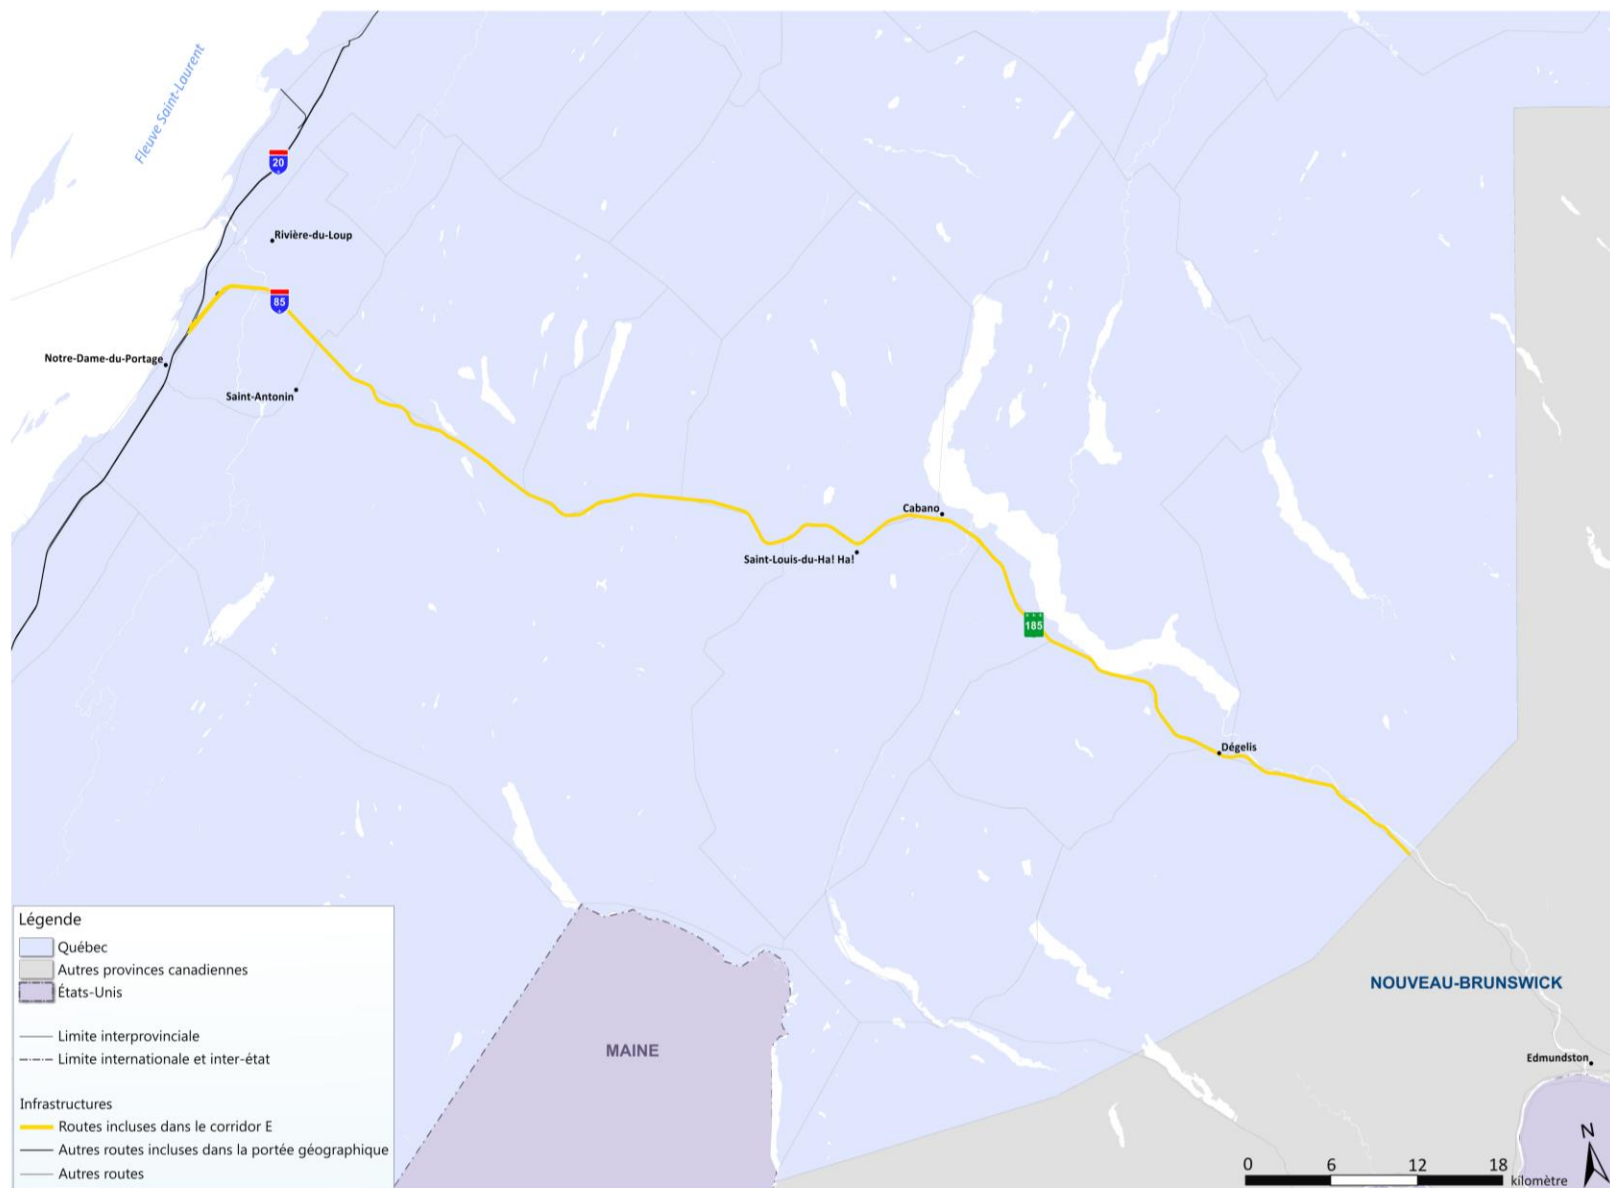 Fleuve Saint-Laurent
20
Rivière-du-Loup
85
Notre-Dame-du-Portage
Saint-Antonin
Cabano
Saint-Louis-du-Ha! Ha!
185
Dégelis
Légende
Québec
Autres provinces canadiennes
États-Unis
Limite interprovinciale
Limite internationale et inter-état
Infrastructures
Routes incluses dans le corridor E
Autres routes incluses dans la portée géographique
Autres routes
MAINE
NOUVEAU-BRUNSWICK
Edmundston
N
0 6 12 18
kilomètre